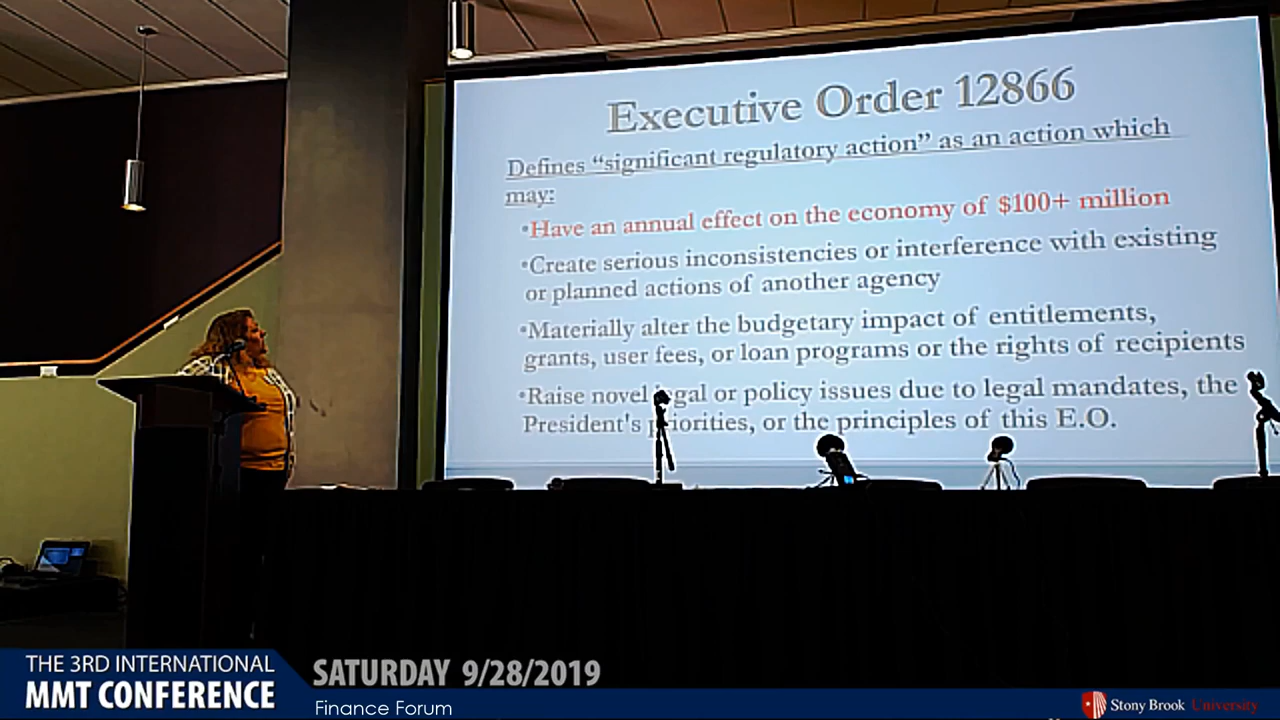 Executive Order 12866
Defines “significant regulatory action” as an action which
may:
•Have an annual effect on the economy of $100+ million
•Create serious inconsistencies or interference with existing
or planned actions of another agency
•Materially alter the budgetary impact of entitlements,
grants, user fees, or loan programs or the rights of recipients
•Raise novel legal or policy issues due to legal mandates, the
President's priorities, or the principles of this E.O.
THE 3RD INTERNATIONAL
MMT CONFERENCE
SATURDAY 9/28/2019
Finance Forum
Stony Brook University